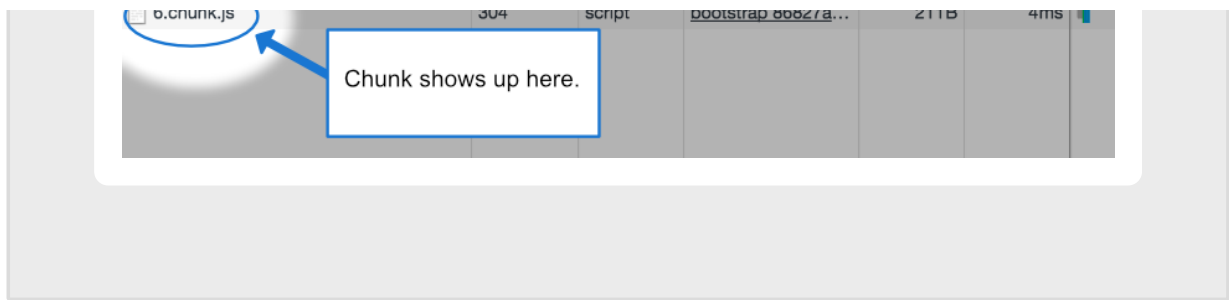 6.chunk.js 304 script bootstrap 86827a... 211B 4ms
Chunk shows up here.